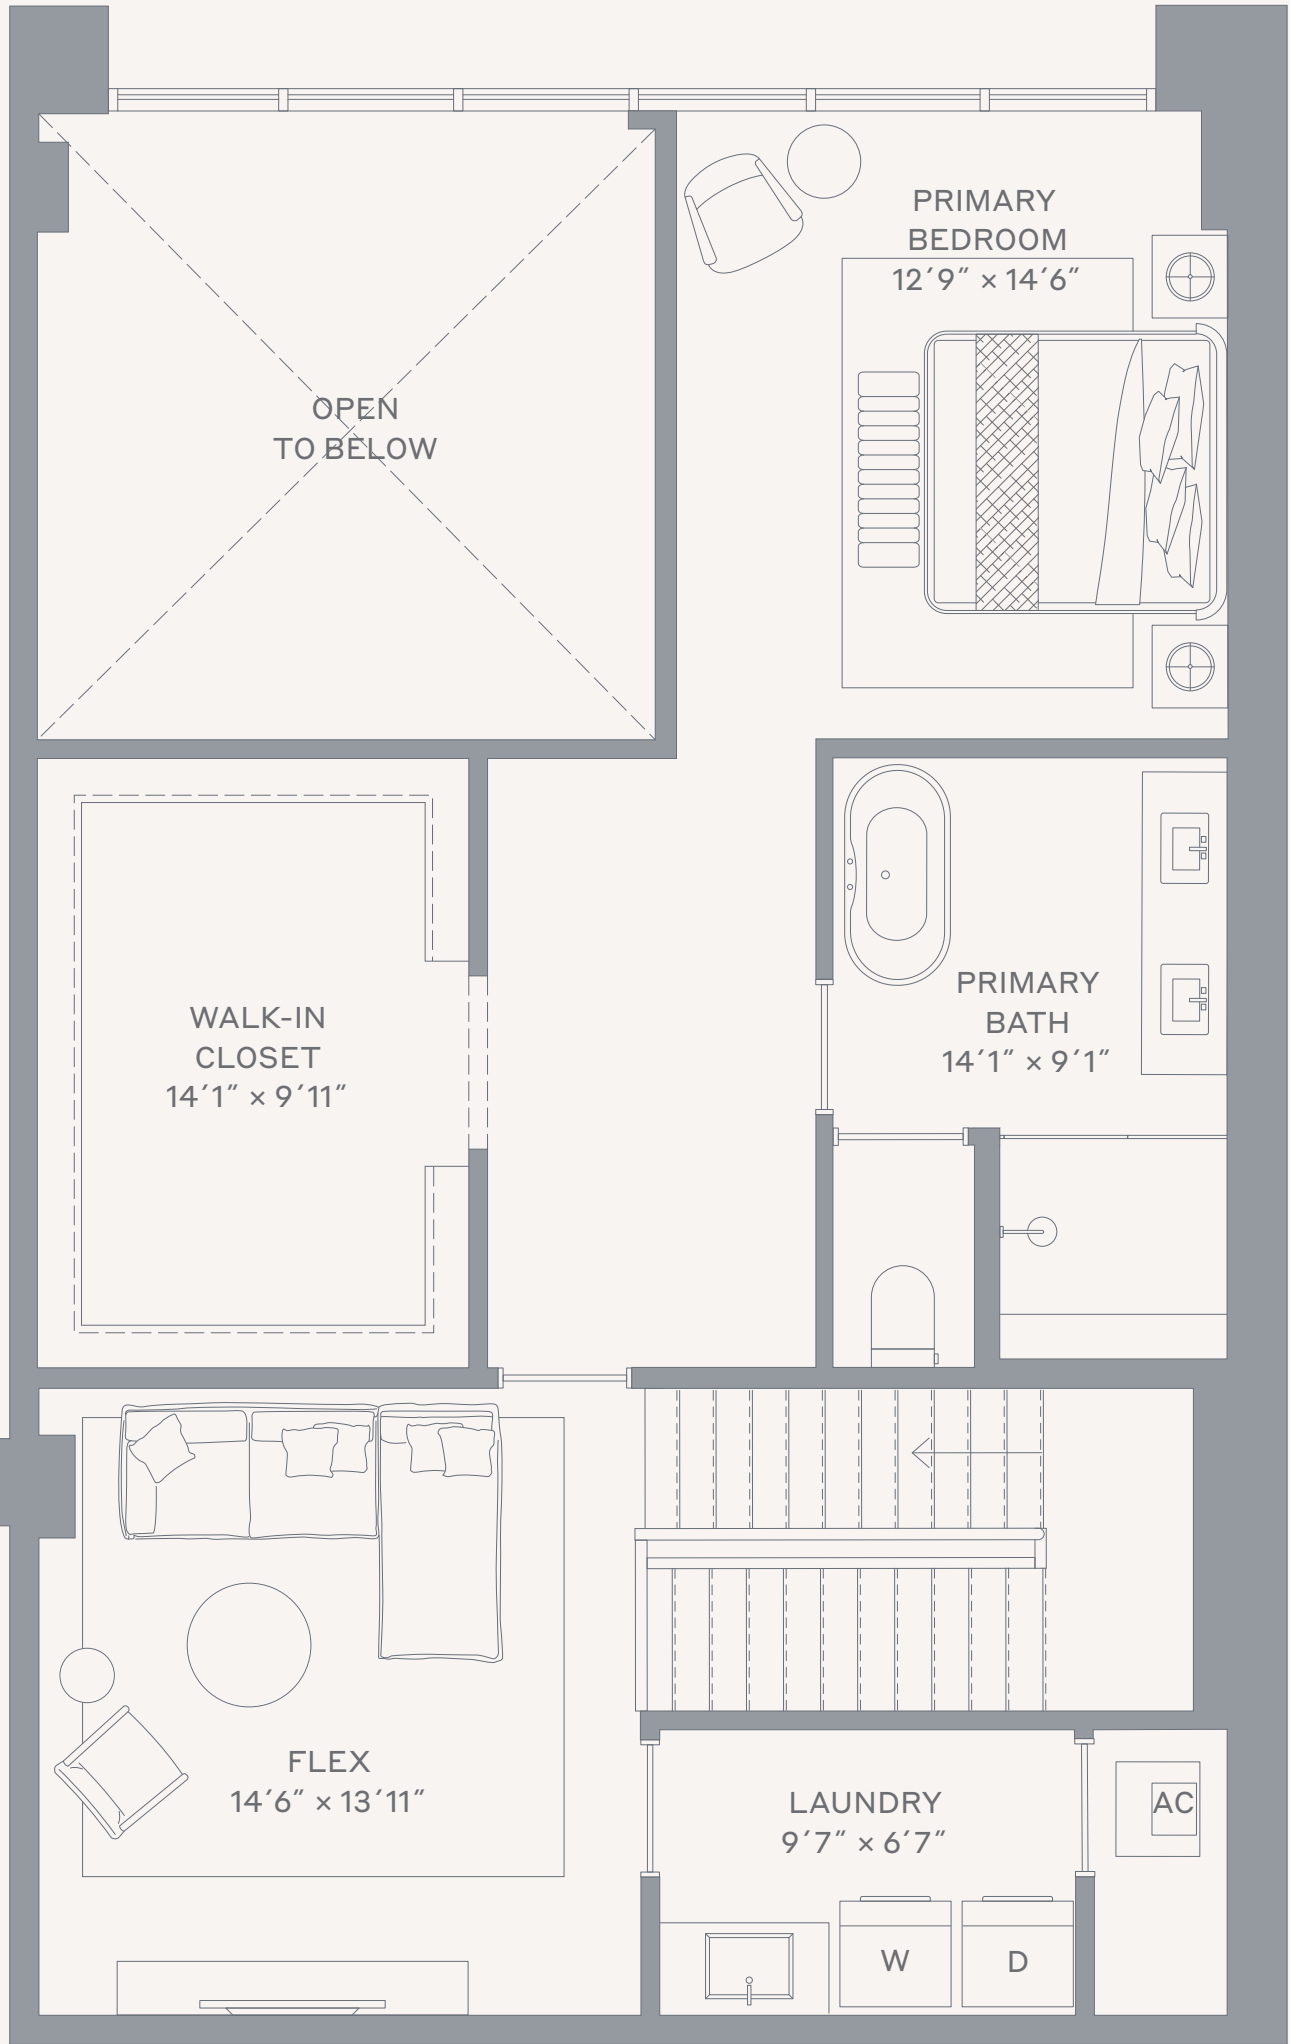 PRIMARY
BEDROOM
12′9″ × 14′6″
OPEN
TO BELOW
PRIMARY
BATH
14′1″ × 9′1″
WALK-IN
CLOSET
14′1″ × 9′11″
FLEX
14′6″ × 13′11″
LAUNDRY
9′7″ × 6′7″
AC
W
D